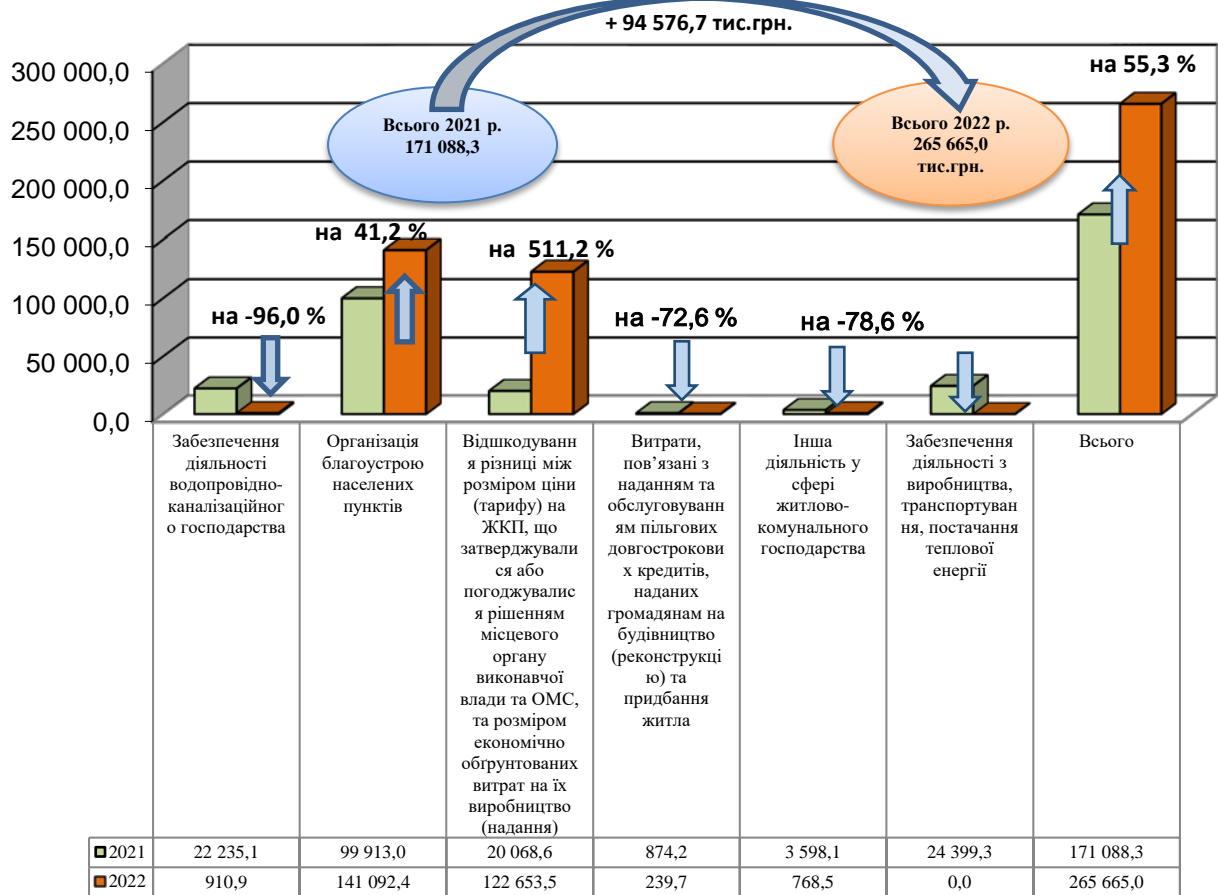 + 94 576,7 тис.грн.
300 000,0
250 000,0
200 000,0
150 000,0
100 000,0
50 000,0
0,0
Всього 2021 р.
171 088,3
Всього 2022 р.
265 665,0
тис.грн.
на -96,0 %
на 41,2 %
на 511,2 %
на -72,6 %
на -78,6 %
на 55,3 %
Забезпечення
діяльності
водопровідно-
каналізаційног
о господарства
Організація
благоустрою
населених
пунктів
Відшкодуванн
я різниці між
розміром ціни
(тарифу) на
ЖКП, що
затверджували
ся або
погоджувалис
я рішенням
місцевого
органу
виконавчої
влади та ОМС,
та розміром
економічно
обґрунтованих
витрат на їх
виробництво
(надання)
Витрати,
пов’язані з
наданням та
обслуговуванн
ям пільгових
довгострокови
х кредитів,
наданих
громадянам на
будівництво
(реконструкці
ю) та
придбання
житла
Інша
діяльність у
сфері
житлово-
комунального
господарства
Забезпечення
діяльності з
виробництва,
транспортуван
ня, постачання
теплової
енергії
Всього
2021 22 235,1 99 913,0 20 068,6 874,2 3 598,1 24 399,3 171 088,3
2022 910,9 141 092,4 122 653,5 239,7 768,5 0,0 265 665,0